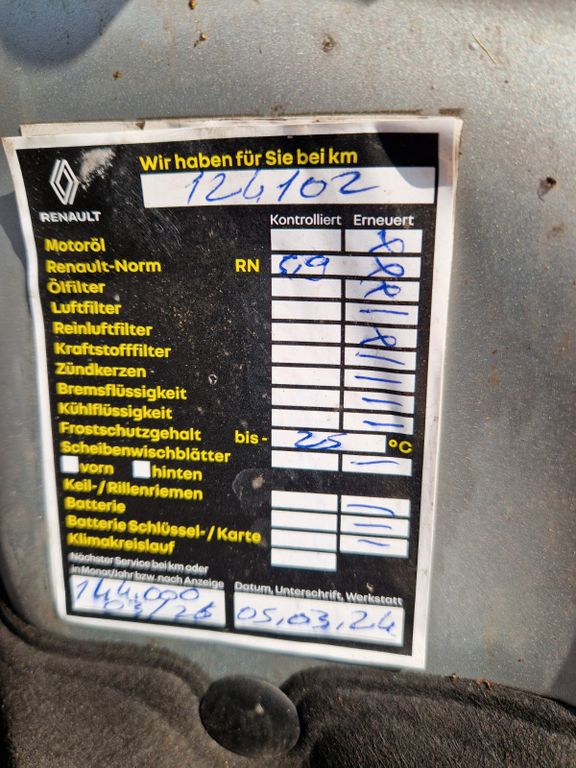 Wir haben für Sie bei km
RENAULT
124102
Kontrolliert Erneuert
Motoröl X
Renault-Norm RN X
Ölfilter X
Luftfilter /
Reinluftfilter X
Kraftstofffilter /
Zündkerzen /
Bremsflüssigkeit /
Kühlflüssigkeit /
Frostschutzgehalt bis - 25 °C
Scheibenwischblätter /
vorn hinten
Keil-/Rillenriemen /
Batterie /
Batterie Schlüssel-/Karte /
Klimakreislauf
Nächster Service bei km oder
in Monat/Jahr bzw. nach Anzeige
144.000
03/26
Datum, Unterschrift, Werkstatt
05.03.24